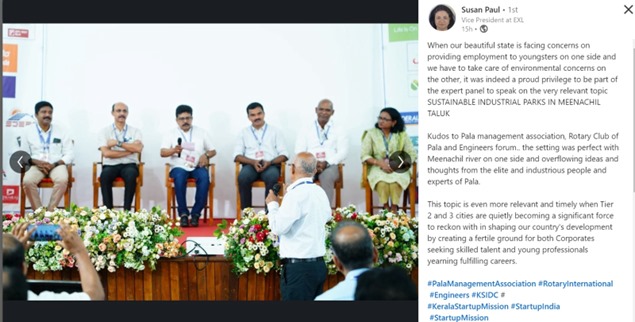 Susan Paul • 1st
Vice President at EXL
15h •
When our beautiful state is facing concerns on
providing employment to youngsters on one side and
we have to take care of environmental concerns on
the other, it was indeed a proud privilege to be part of
the expert panel to speak on the very relevant topic
SUSTAINABLE INDUSTRIAL PARKS IN MEENACHIL
TALUK
Kudos to Pala management association, Rotary Club of
Pala and Engineers forum., the setting was perfect with
Meenachil river on one side and overflowing ideas and
thoughts from the elite and industrious people and
experts of Pala.
This topic is even more relevant and timely when Tier
2 and 3 cities are quietly becoming a significant force
to reckon with in shaping our country's development
by creating a fertile ground for both Corporates
seeking skilled talent and young professionals
yearning fulfilling careers.
#PalaManagementAssociation #RotaryInternational
#Engineers #KSIDC #
#KeralaStartupMission #StartupIndia
#StartupMission